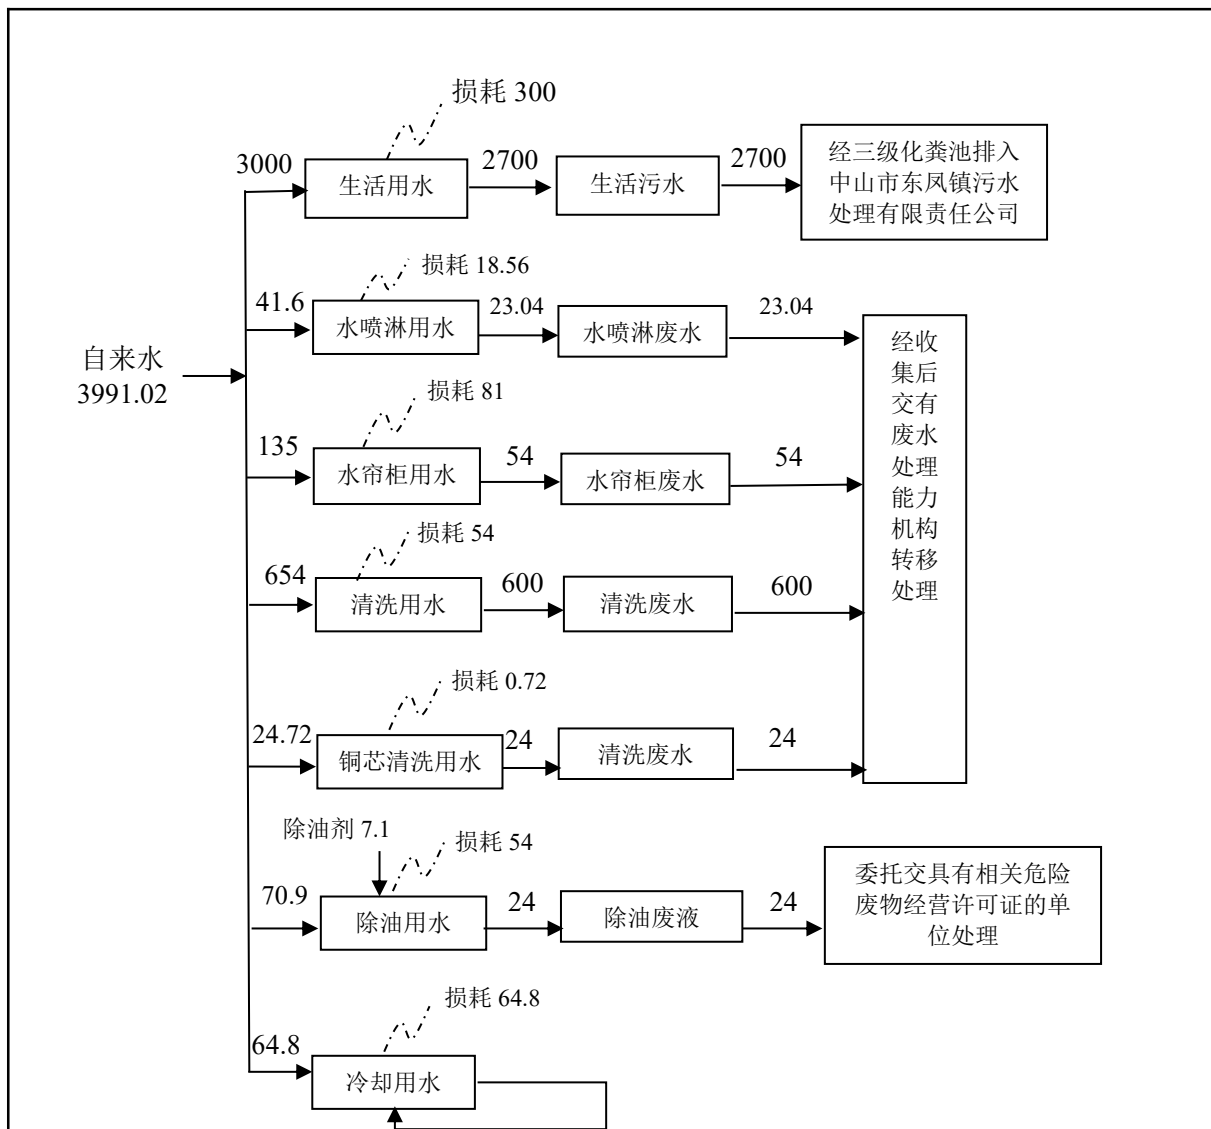 损耗 300
3000
生活用水
2700
生活污水
2700
经三级化粪池排入
中山市东凤镇污水
处理有限责任公司
损耗 18.56
41.6
水喷淋用水
23.04
水喷淋废水
23.04
自来水
3991.02
经收
集后
交有
废水
处理
能力
机构
转移
处理
损耗 81
135
水帘柜用水
54
水帘柜废水
54
损耗 54
654
清洗用水
600
清洗废水
600
损耗 0.72
24.72
铜芯清洗用水
24
清洗废水
24
除油剂 7.1
损耗 54
70.9
除油用水
24
除油废液
24
委托交具有相关危险
废物经营许可证的单
位处理
损耗 64.8
64.8
冷却用水